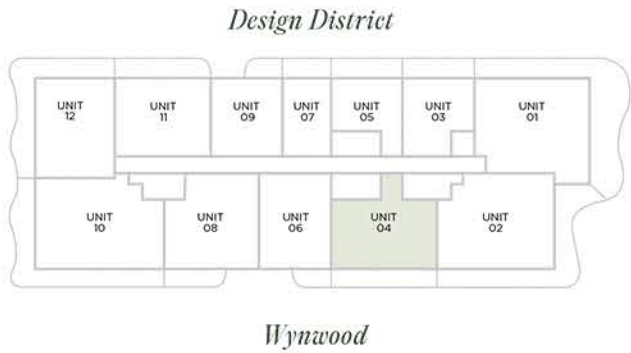 Design District
UNIT
12
UNIT
11
UNIT
09
UNIT
07
UNIT
05
UNIT
03
UNIT
01
UNIT
10
UNIT
08
UNIT
06
UNIT
04
UNIT
02
Wynwood